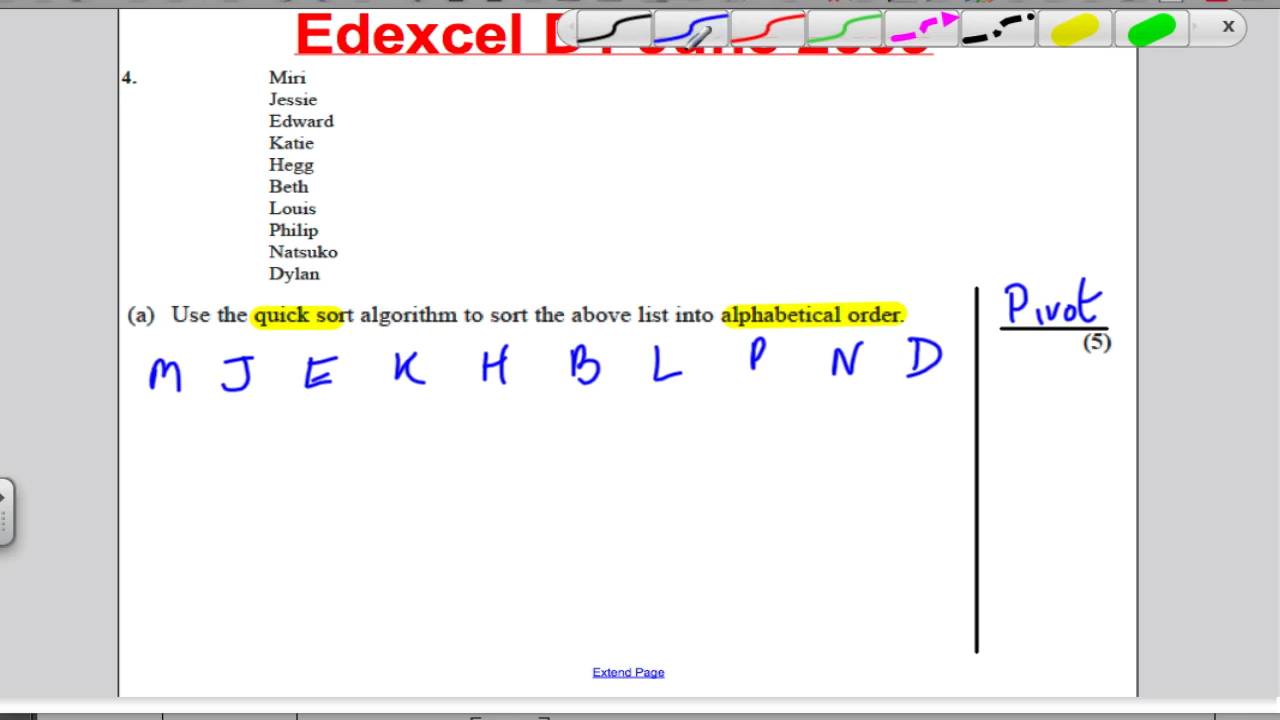 Edexcel D
4.
Miri
Jessie
Edward
Katie
Hegg
Beth
Louis
Philip
Natsuko
Dylan
(a) Use the quick sort algorithm to sort the above list into alphabetical order.
Pivot
(5)
M J E K H B L P N D
Extend Page
x